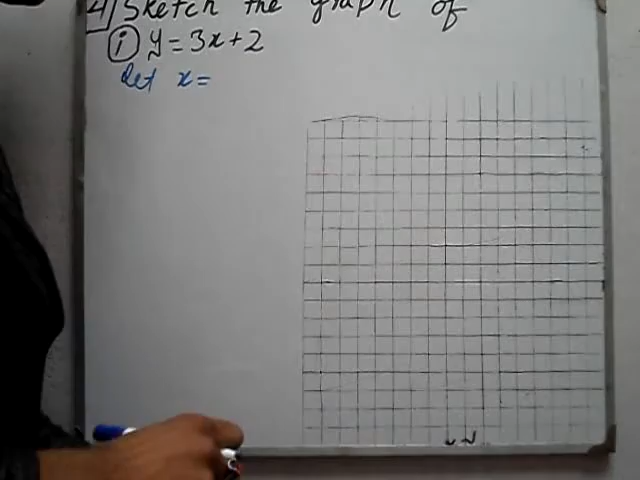 4 Sketch the graph of
i y = 3x + 2
Let x =